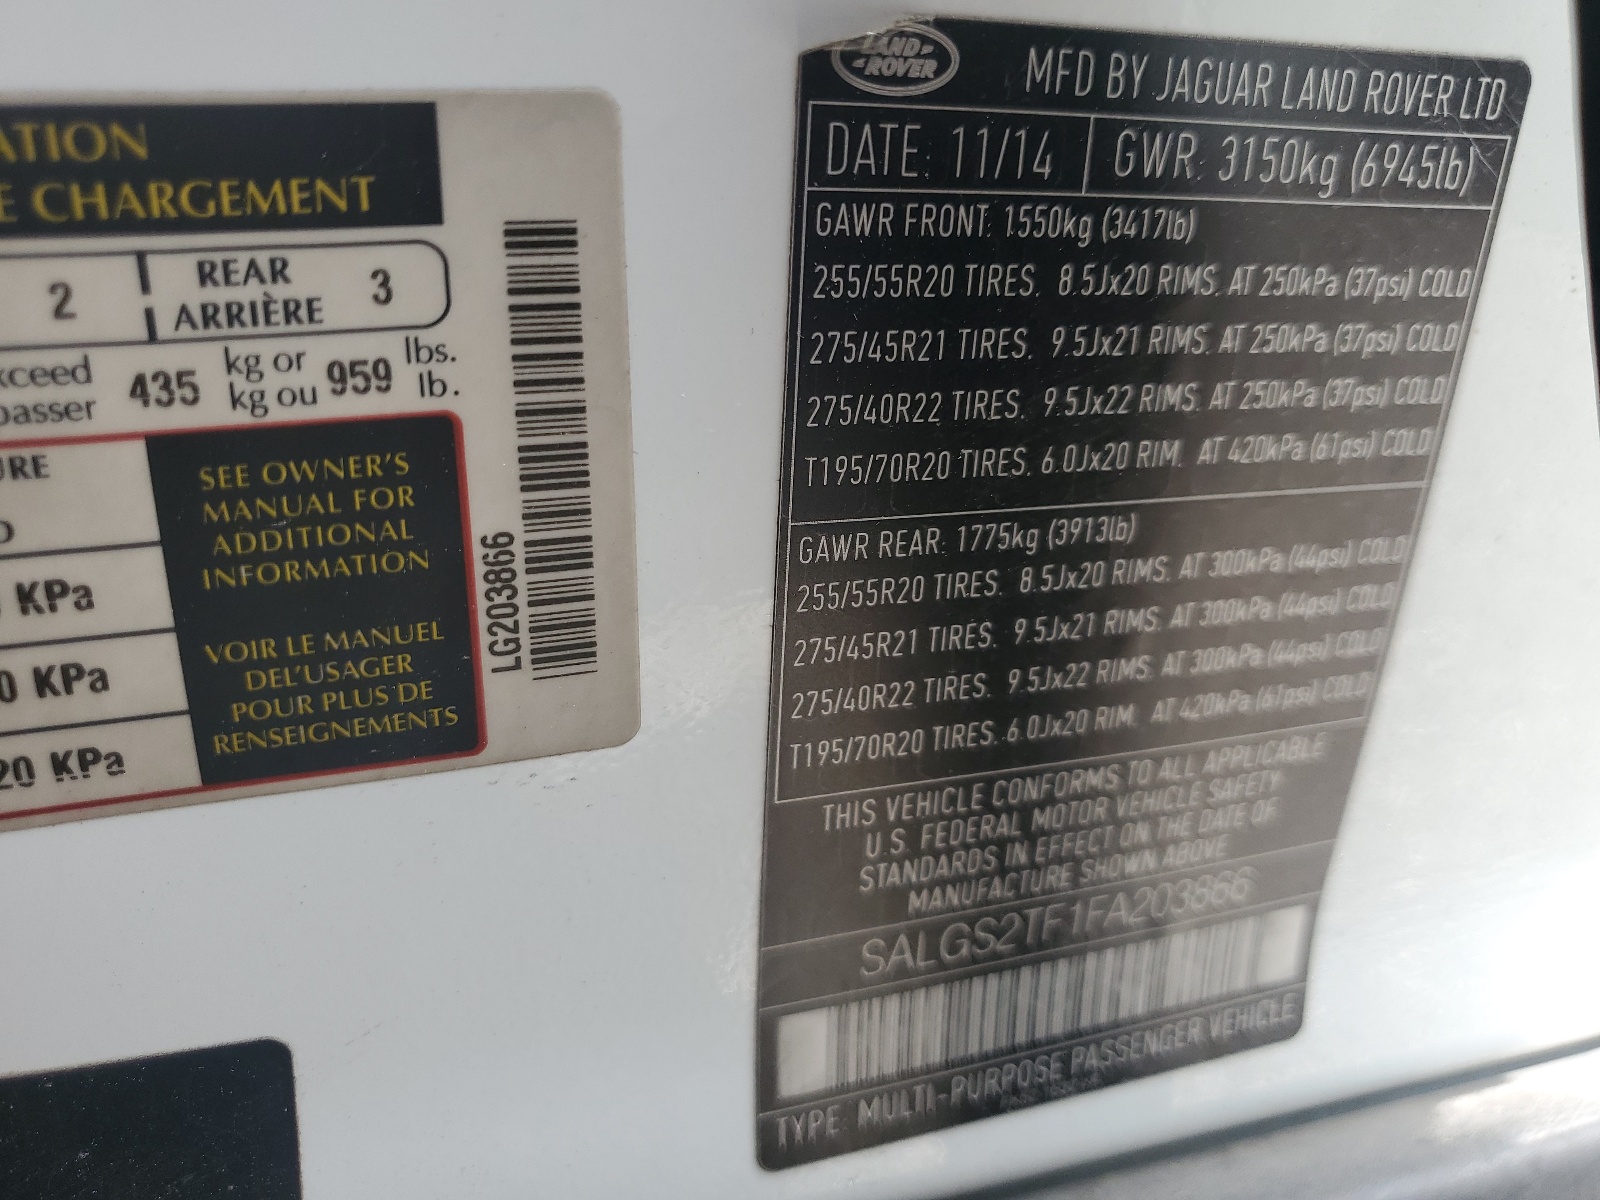 ATION
E CHARGEMENT
2 REAR 3
ARRIÈRE
xceed 435 kg or 959 lbs.
passer kg ou lb.
URE
KPa
0 KPa
20 KPa
SEE OWNER'S
MANUAL FOR
ADDITIONAL
INFORMATION
VOIR LE MANUEL
DEL'USAGER
POUR PLUS DE
RENSEIGNEMENTS
LG203866
LAND
ROVER
MFD BY JAGUAR LAND ROVER LTD
DATE: 11/14 GWR: 3150kg (6945lb)
GAWR FRONT: 1550kg (3417lb)
255/55R20 TIRES. 8.5Jx20 RIMS. AT 250kPa (37psi) COLD
275/45R21 TIRES. 9.5Jx21 RIMS. AT 250kPa (37psi) COLD
275/40R22 TIRES. 9.5Jx22 RIMS. AT 250kPa (37psi) COLD
T195/70R20 TIRES. 6.0Jx20 RIM. AT 420kPa (61psi) COLD
GAWR REAR: 1775kg (3913lb)
255/55R20 TIRES. 8.5Jx20 RIMS. AT 300kPa (44psi) COLD
275/45R21 TIRES. 9.5Jx21 RIMS. AT 300kPa (44psi) COLD
275/40R22 TIRES. 9.5Jx22 RIMS. AT 300kPa (44psi) COLD
T195/70R20 TIRES. 6.0Jx20 RIM. AT 420kPa (61psi) COLD
THIS VEHICLE CONFORMS TO ALL APPLICABLE
U.S. FEDERAL MOTOR VEHICLE SAFETY
STANDARDS IN EFFECT ON THE DATE OF
MANUFACTURE SHOWN ABOVE
SALGS2TF1FA203866
TYPE: MULTI-PURPOSE PASSENGER VEHICLE